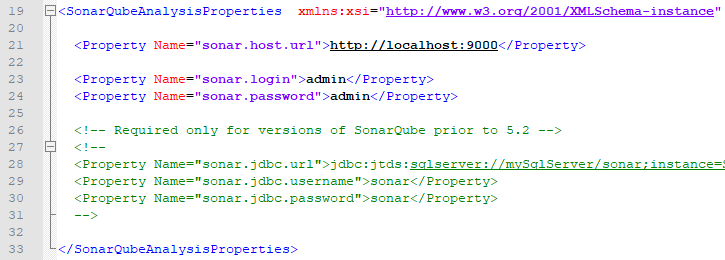 19 <SonarQubeAnalysisProperties  xmlns:xsi="http://www.w3.org/2001/XMLSchema-instance"
20
21 <Property Name="sonar.host.url">http://localhost:9000</Property>
22
23 <Property Name="sonar.login">admin</Property>
24 <Property Name="sonar.password">admin</Property>
25
26 <!-- Required only for versions of SonarQube prior to 5.2 -->
27 <!--
28 <Property Name="sonar.jdbc.url">jdbc:jtds:sqlserver://mySqlServer/sonar;instance=
29 <Property Name="sonar.jdbc.username">sonar</Property>
30 <Property Name="sonar.jdbc.password">sonar</Property>
31 -->
32
33 </SonarQubeAnalysisProperties>